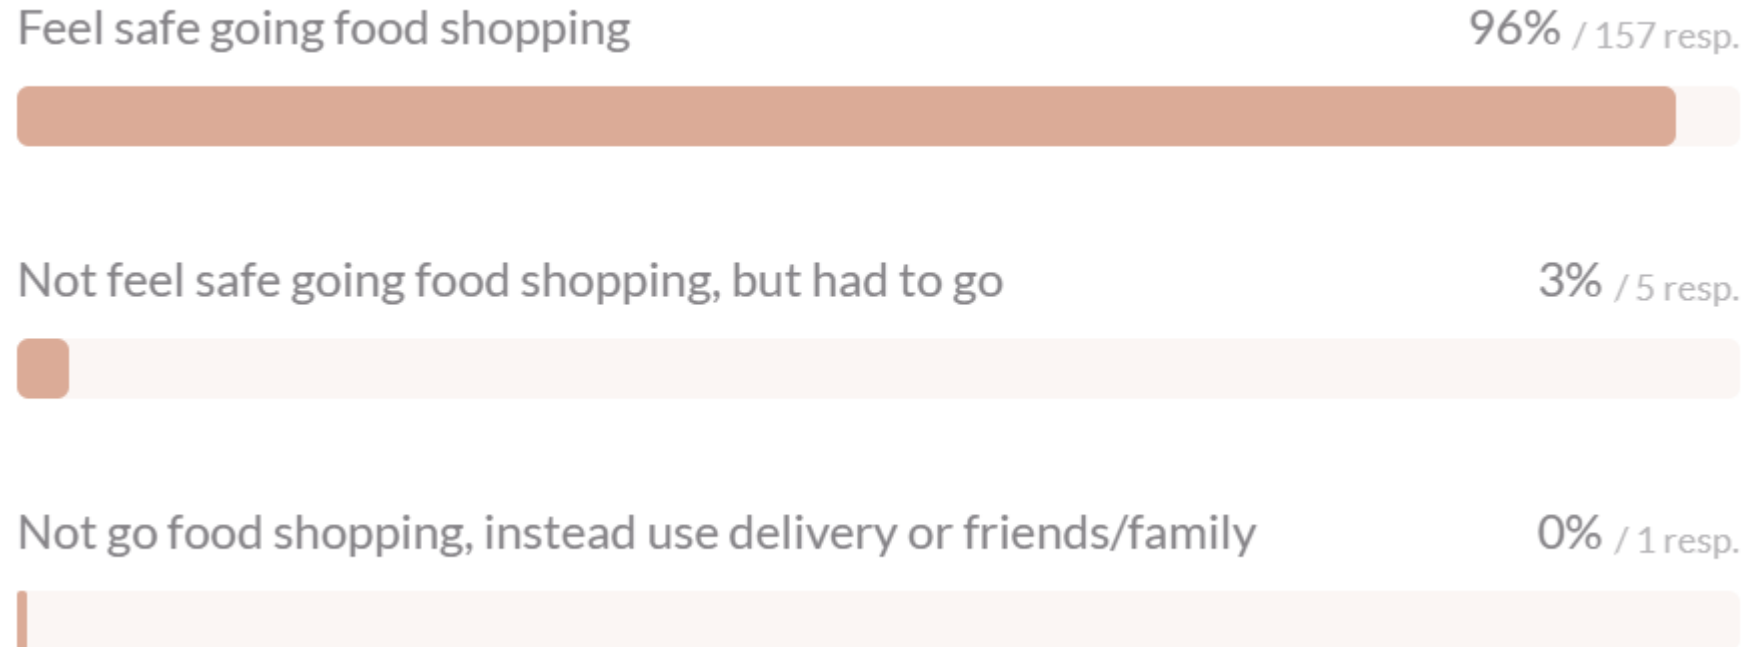 Feel safe going food shopping 96% / 157 resp.
Not feel safe going food shopping, but had to go 3% / 5 resp.
Not go food shopping, instead use delivery or friends/family 0% / 1 resp.